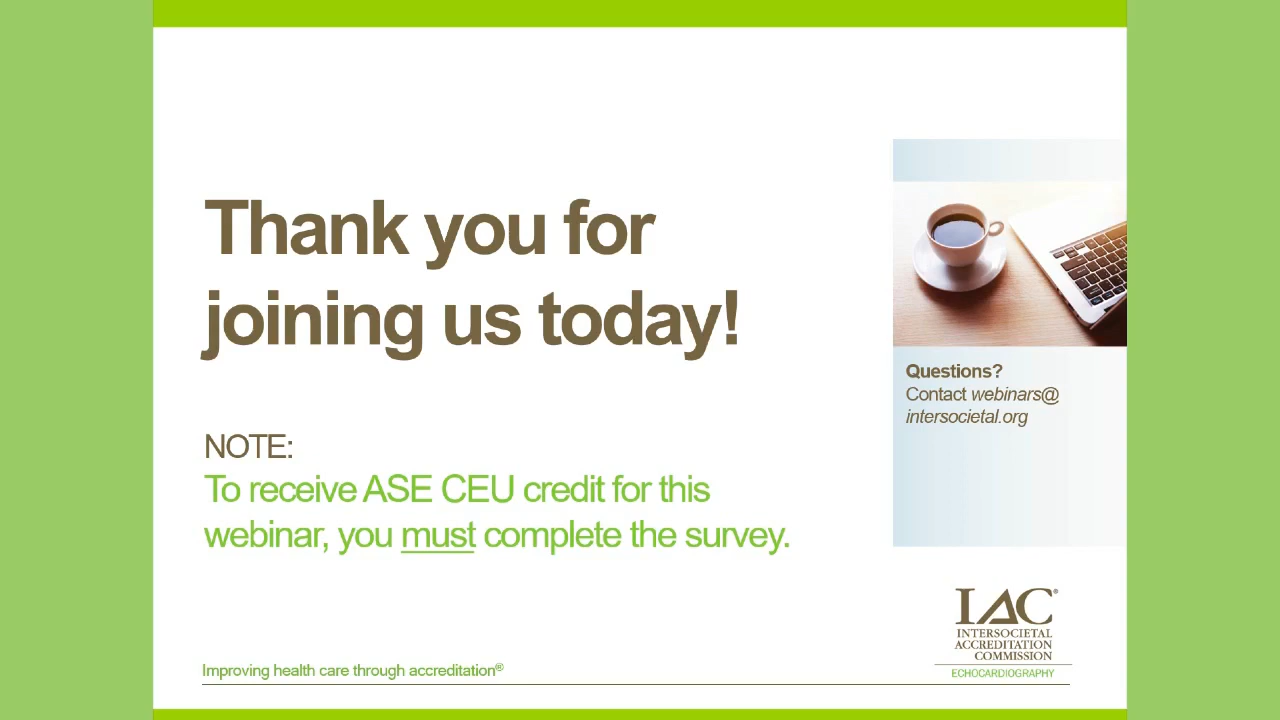 Thank you for
joining us today!
NOTE:
To receive ASE CEU credit for this
webinar, you must complete the survey.
Questions?
Contact webinars@
intersocietal.org
IAC®
INTERSOCIETAL
ACCREDITATION
COMMISSION
ECHOCARDIOGRAPHY
Improving health care through accreditation®